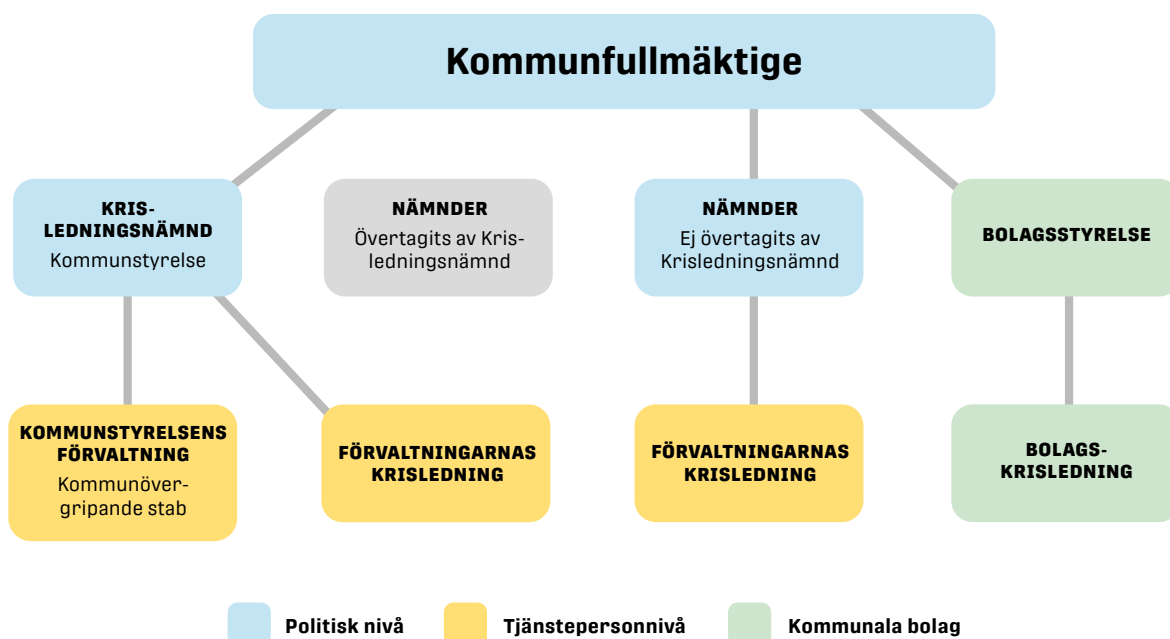 Kommunfullmäktige
KRIS-
LEDNINGSNÄMND
Kommunstyrelse
NÄMNDER
Övertagits av Kris-
ledningsnämnd
NÄMNDER
Ej övertagits av
Krisledningsnämnd
BOLAGSSTYRELSE
KOMMUNSTYRELSENS
FÖRVALTNING
Kommunöver-
gripande stab
FÖRVALTNINGARNAS
KRISLEDNING
FÖRVALTNINGARNAS
KRISLEDNING
BOLAGS-
KRISLEDNING
Politisk nivå
Tjänstepersonnivå
Kommunala bolag